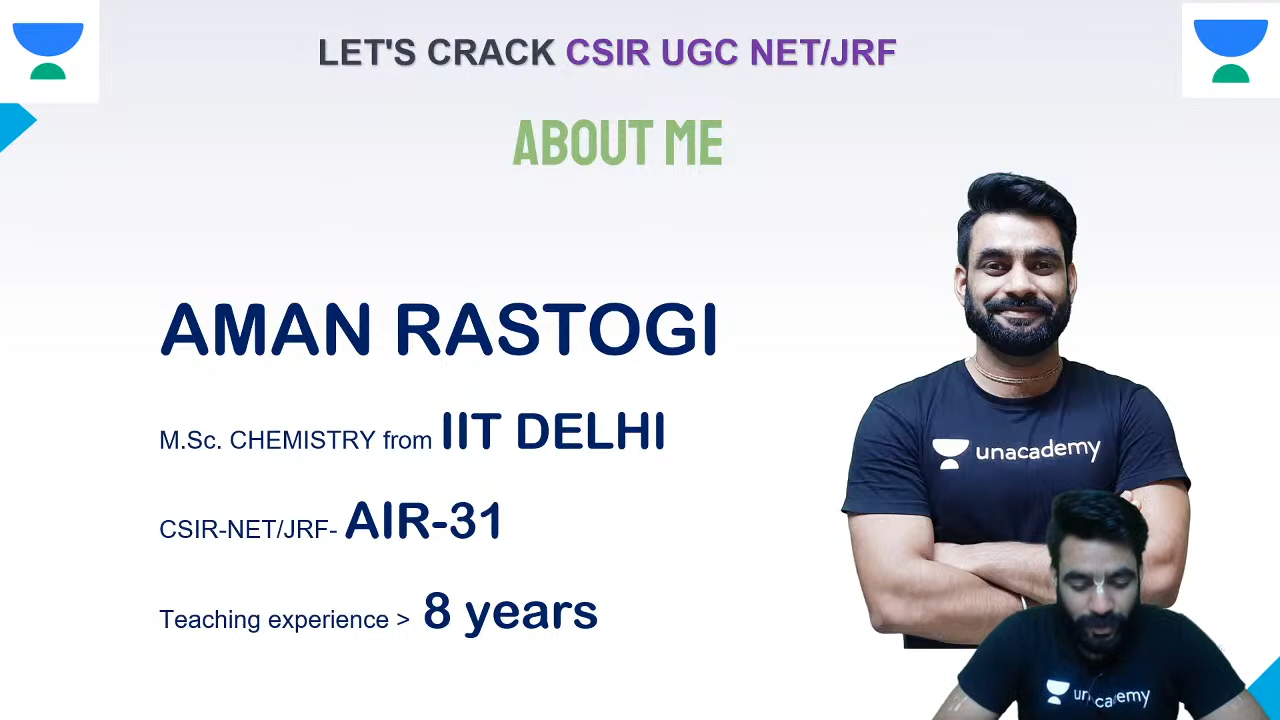 LET'S CRACK CSIR UGC NET/JRF
ABOUT ME
AMAN RASTOGI
M.Sc. CHEMISTRY from IIT DELHI
CSIR-NET/JRF- AIR-31
Teaching experience > 8 years
unacademy
unacademy